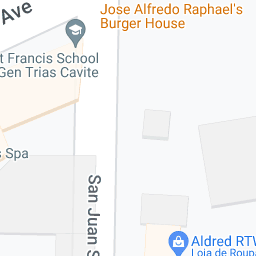 Ave
Jose Alfredo Raphael's
Burger House
t Francis School
Gen Trias Cavite
s Spa
San Juan S
Aldred RTW
Loja de Roupa